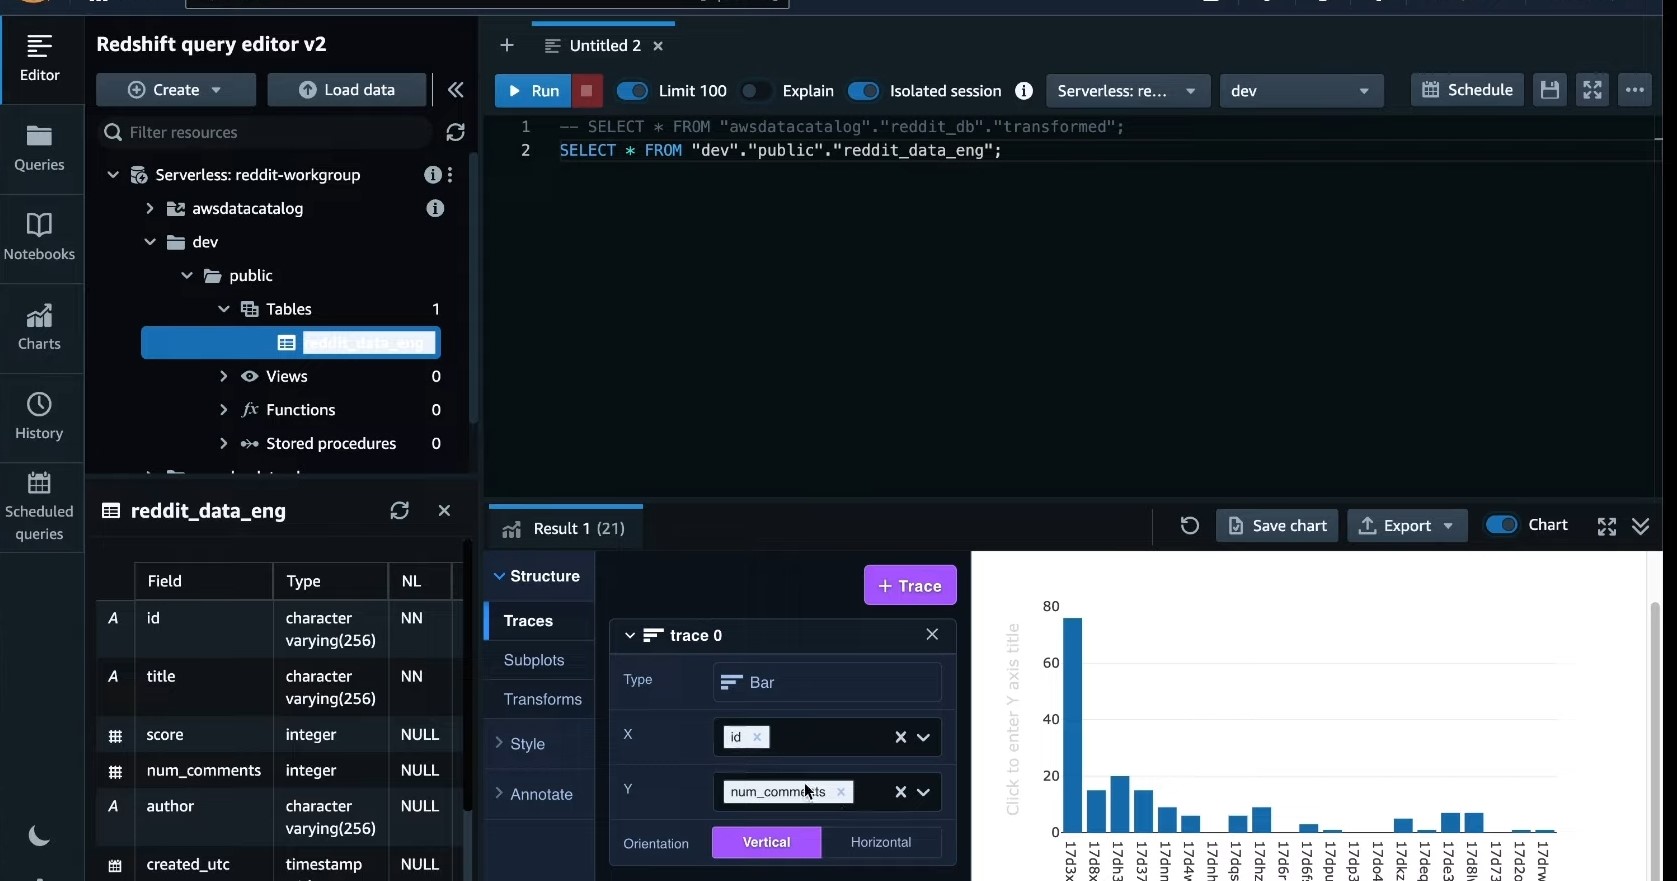 Redshift query editor v2
Untitled 2
Editor
Create
Load data
Run
Limit 100
Explain
Isolated session
Serverless: re...
dev
Schedule
Filter resources
1 -- SELECT * FROM "awsdatacatalog"."reddit_db"."transformed";
2 SELECT * FROM "dev"."public"."reddit_data_eng";
Queries
Serverless: reddit-workgroup
awsdatacatalog
Notebooks
dev
public
Tables 1
Charts
reddit_data_eng
Views 0
fx Functions 0
History
Stored procedures 0
Scheduled
queries
reddit_data_eng
Field Type NL
A id character varying(256) NN
A title character varying(256) NN
# score integer NULL
# num_comments integer NULL
A author character varying(256) NULL
created_utc timestamp NULL
Result 1 (21)
Save chart
Export
Chart
Structure
+ Trace
Traces
trace 0
Subplots
Type Bar
Transforms
X id
Style
Y num_comments
Annotate
Orientation Vertical Horizontal
Click to enter Y axis title
80
60
40
20
0
17d3x
17d8x
17dh3
17d37
17dnn
17d4w
17dnh
17dqs
17dhz
17d6r
17d6f
17dpu
17dp3
17do4
17dkz
17deq
17de3
17d8l
17d73
17d2c
17drw